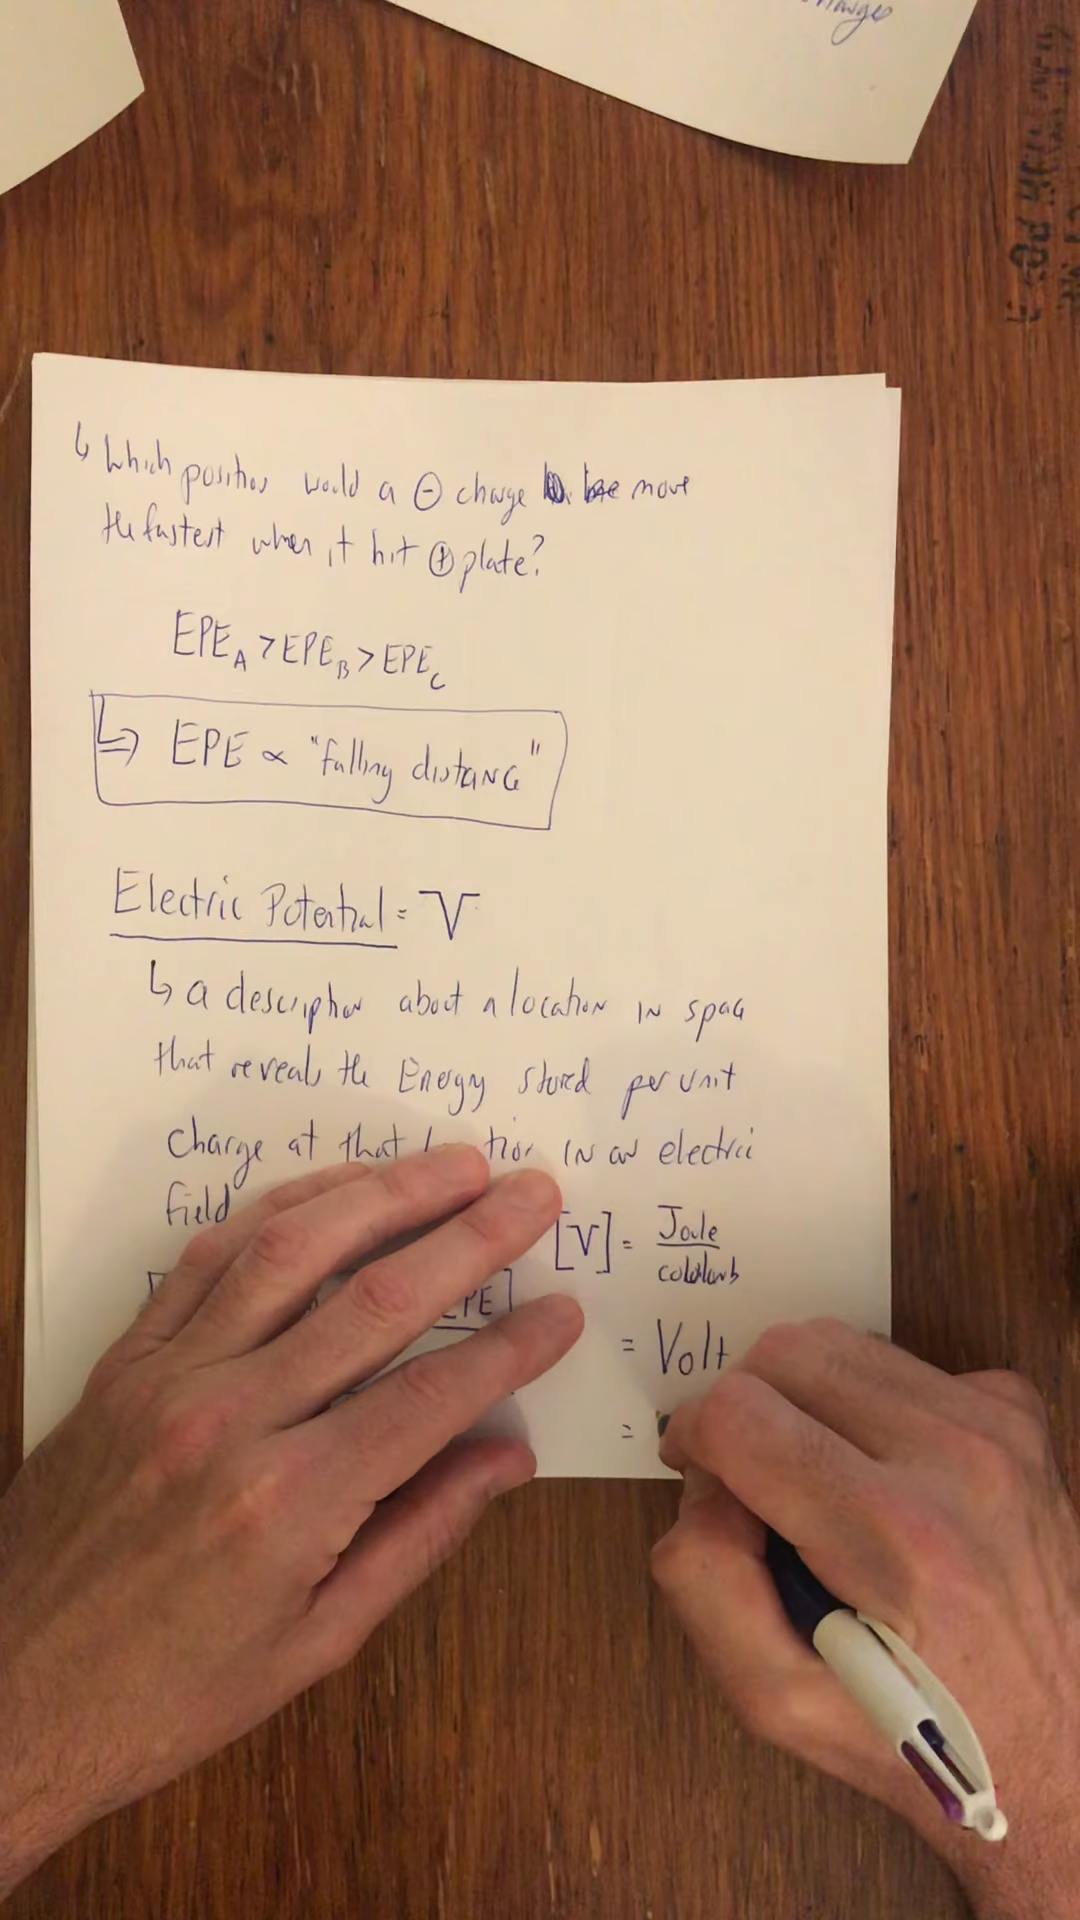 ↳ Which position would a ⊖ charge be move
the fastest when it hit ⊕ plate?
EPE_A > EPE_B > EPE_C
↳ EPE ∝ "falling distance"
Electric Potential = V
↳ a description about a location in space
that reveals the Energy stored per unit
charge at that in an electric
field
[V] = Joule
coulomb
EPE
= Volt
=